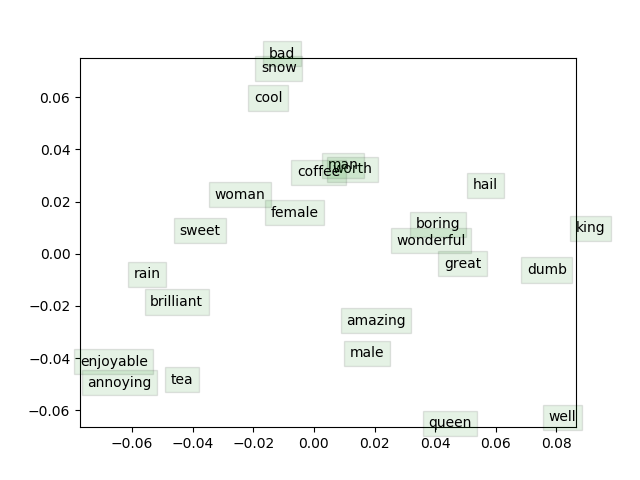 bad
snow
0.06
cool
0.04
man
worth
coffee
hail
woman
0.02
female
boring
king
sweet
wonderful
0.00
great
dumb
rain
brilliant
−0.02
amazing
male
enjoyable
−0.04
annoying
tea
−0.06
queen
well
−0.06 −0.04 −0.02 0.00 0.02 0.04 0.06 0.08